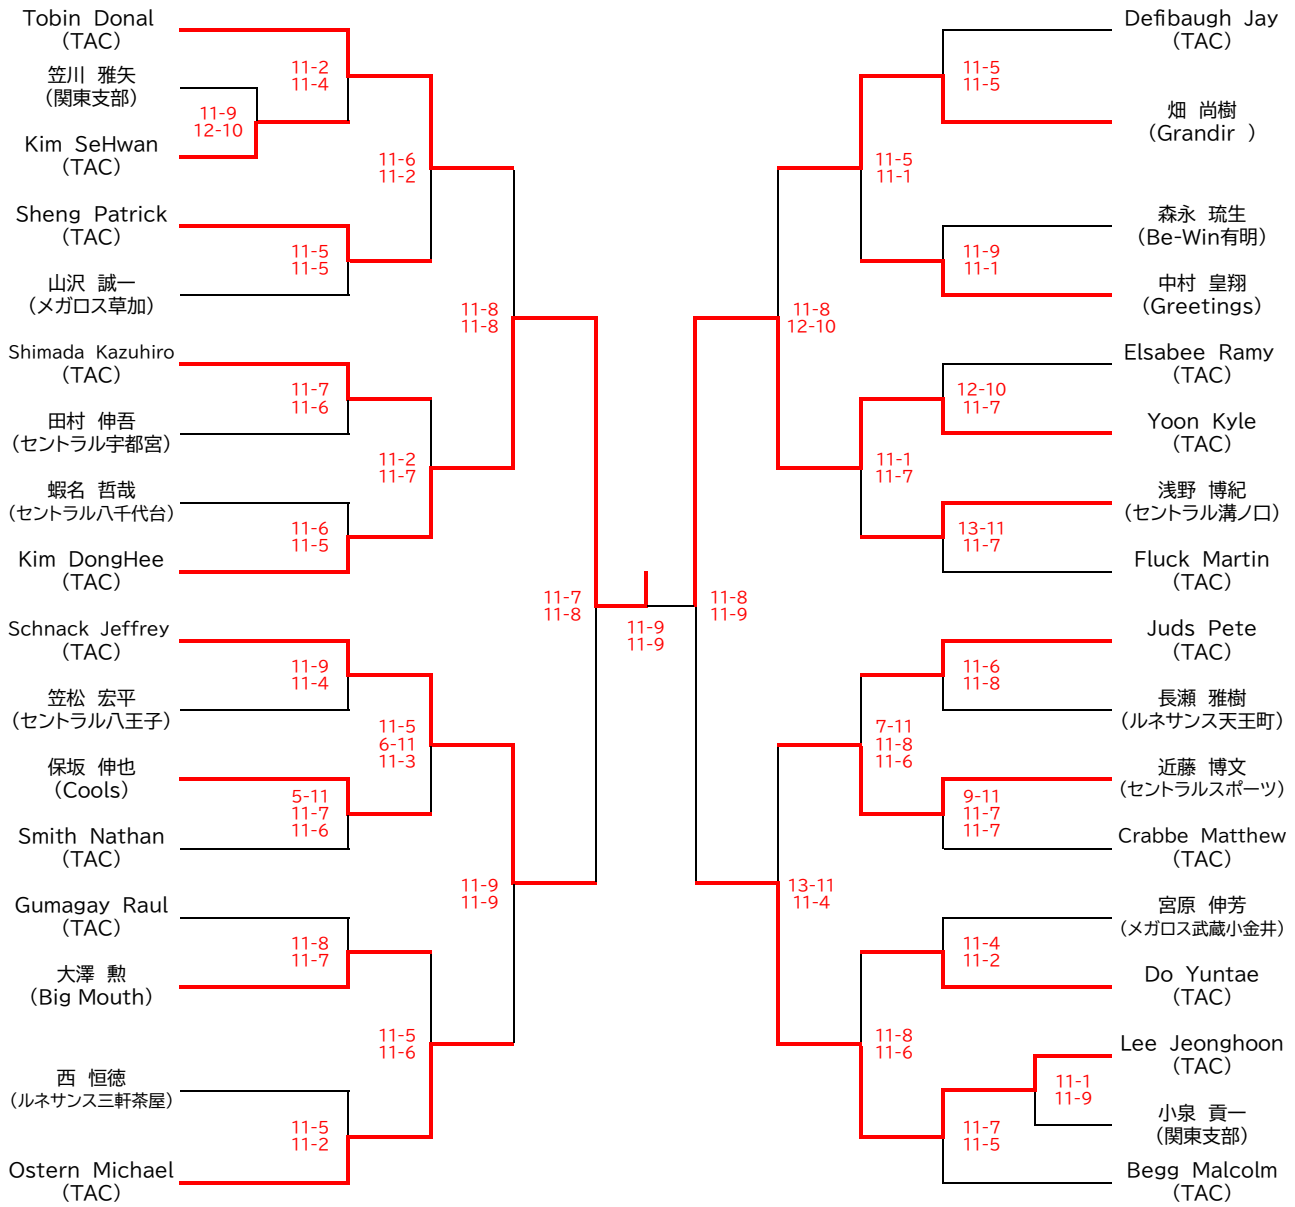 Tobin Donal
（TAC）
笠川 雅矢
（関東支部）
Kim SeHwan
（TAC）
Sheng Patrick
（TAC）
山沢 誠一
（メガロス草加）
Shimada Kazuhiro
（TAC）
田村 伸吾
（セントラル宇都宮）
蝦名 哲哉
（セントラル八千代台）
Kim DongHee
（TAC）
Schnack Jeffrey
（TAC）
笠松 宏平
（セントラル八王子）
保坂 伸也
（Cools）
Smith Nathan
（TAC）
Gumagay Raul
（TAC）
大澤 勲
（Big Mouth）
西 恒徳
（ルネサンス三軒茶屋）
Ostern Michael
（TAC）
11-9
12-10
11-2
11-4
11-5
11-5
11-7
11-6
11-6
11-5
11-9
11-4
5-11
11-7
11-6
11-8
11-7
11-5
11-2
11-6
11-2
11-2
11-7
11-5
6-11
11-3
11-5
11-6
11-8
11-8
11-9
11-9
11-7
11-8
11-9
11-9
11-8
11-9
11-8
12-10
13-11
11-4
11-5
11-1
11-1
11-7
7-11
11-8
11-6
11-8
11-6
11-5
11-5
11-9
11-1
12-10
11-7
13-11
11-7
11-6
11-8
9-11
11-7
11-7
11-4
11-2
11-7
11-5
11-1
11-9
Defibaugh Jay
（TAC）
畑 尚樹
（Grandir ）
森永 琉生
（Be-Win有明）
中村 皇翔
（Greetings）
Elsabee Ramy
（TAC）
Yoon Kyle
（TAC）
浅野 博紀
（セントラル溝ノ口）
Fluck Martin
（TAC）
Juds Pete
（TAC）
長瀬 雅樹
（ルネサンス天王町）
近藤 博文
（セントラルスポーツ）
Crabbe Matthew
（TAC）
宮原 伸芳
（メガロス武蔵小金井）
Do Yuntae
（TAC）
Lee Jeonghoon
（TAC）
小泉 貢一
（関東支部）
Begg Malcolm
（TAC）